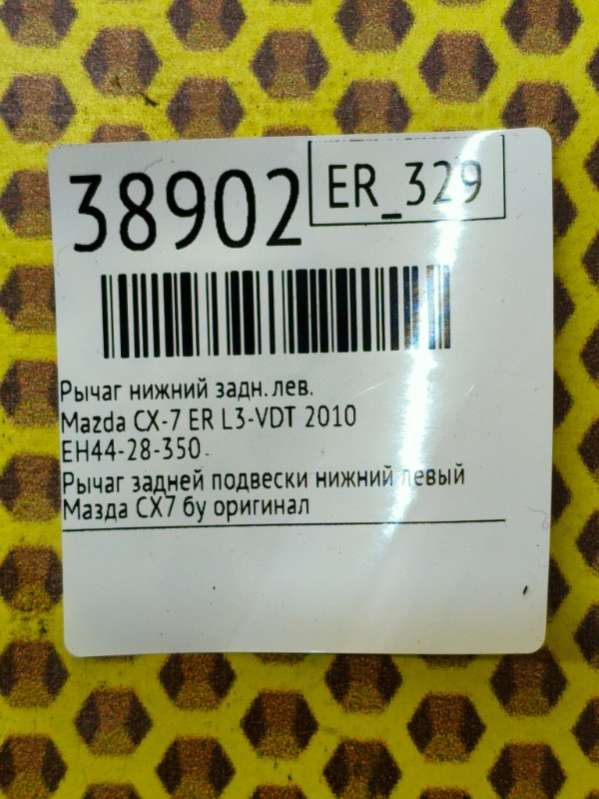 38902
ER_329
Рычаг нижний задн. лев.
Mazda CX-7 ER L3-VDT 2010
EH44-28-350
Рычаг задней подвески нижний левый
Мазда СХ7 бу оригинал